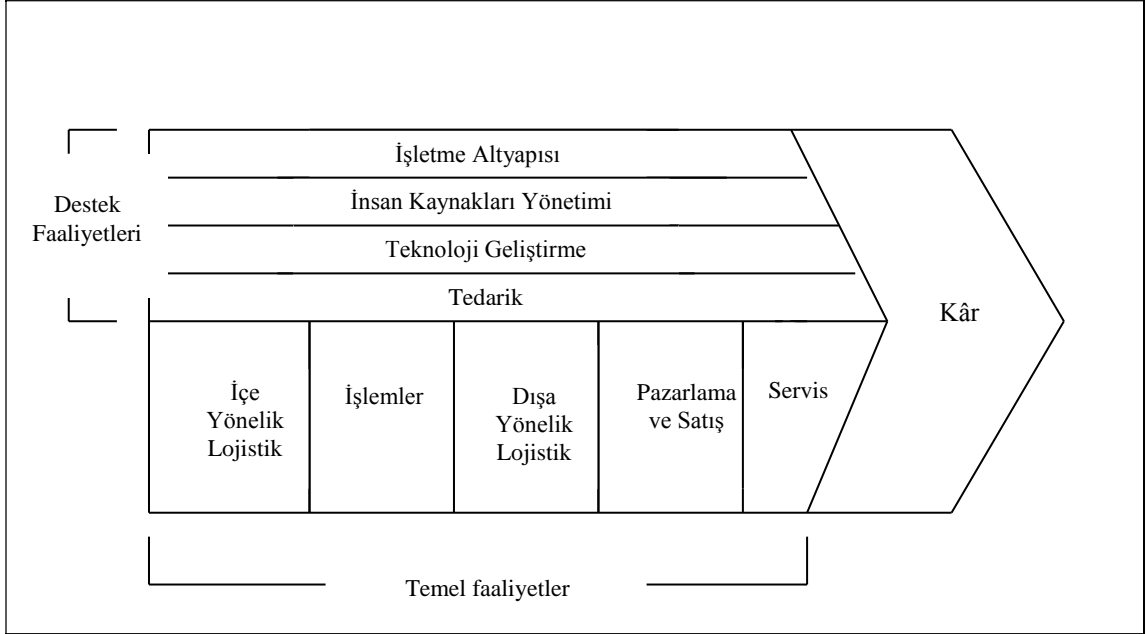 İşletme Altyapısı
İnsan Kaynakları Yönetimi
Destek
Faaliyetleri
Teknoloji Geliştirme
Tedarik
Kâr
İçe
Yönelik
Lojistik
İşlemler
Dışa
Yönelik
Lojistik
Pazarlama
ve Satış
Servis
Temel faaliyetler